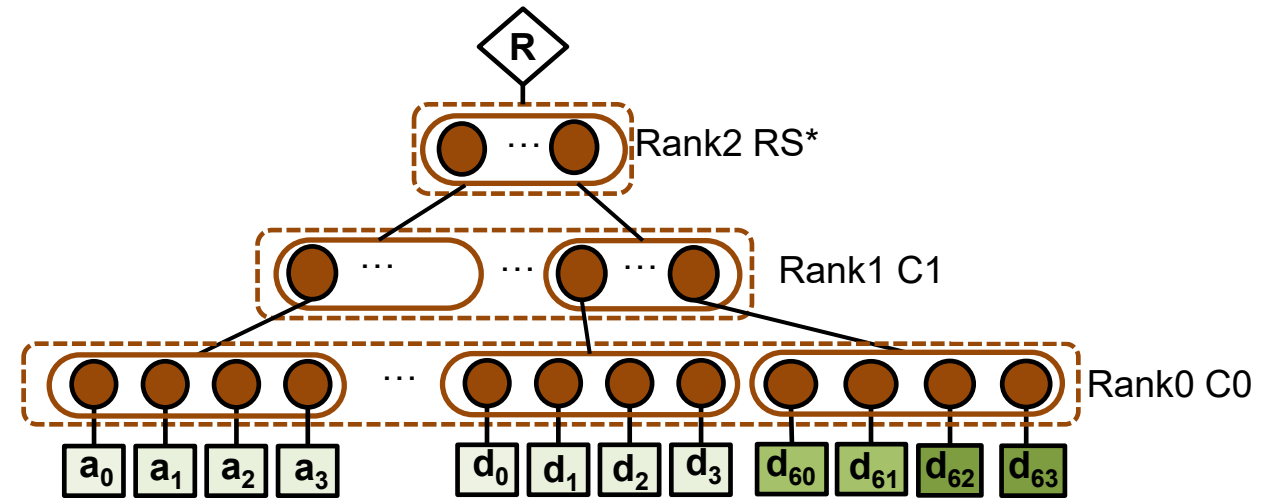 R
··· Rank2 RS*
··· ··· ··· Rank1 C1
··· Rank0 C0
a₀ a₁ a₂ a₃ d₀ d₁ d₂ d₃ d₆₀ d₆₁ d₆₂ d₆₃